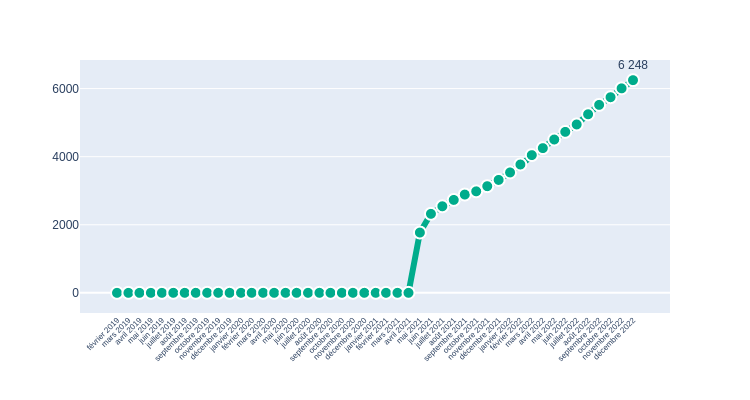 6 248
6000
4000
2000
0
février 2019
mars 2019
avril 2019
mai 2019
juin 2019
juillet 2019
août 2019
septembre 2019
octobre 2019
novembre 2019
décembre 2019
janvier 2020
février 2020
mars 2020
avril 2020
mai 2020
juin 2020
juillet 2020
août 2020
septembre 2020
octobre 2020
novembre 2020
décembre 2020
janvier 2021
février 2021
mars 2021
avril 2021
mai 2021
juin 2021
juillet 2021
août 2021
septembre 2021
octobre 2021
novembre 2021
décembre 2021
janvier 2022
février 2022
mars 2022
avril 2022
mai 2022
juin 2022
juillet 2022
août 2022
septembre 2022
octobre 2022
novembre 2022
décembre 2022